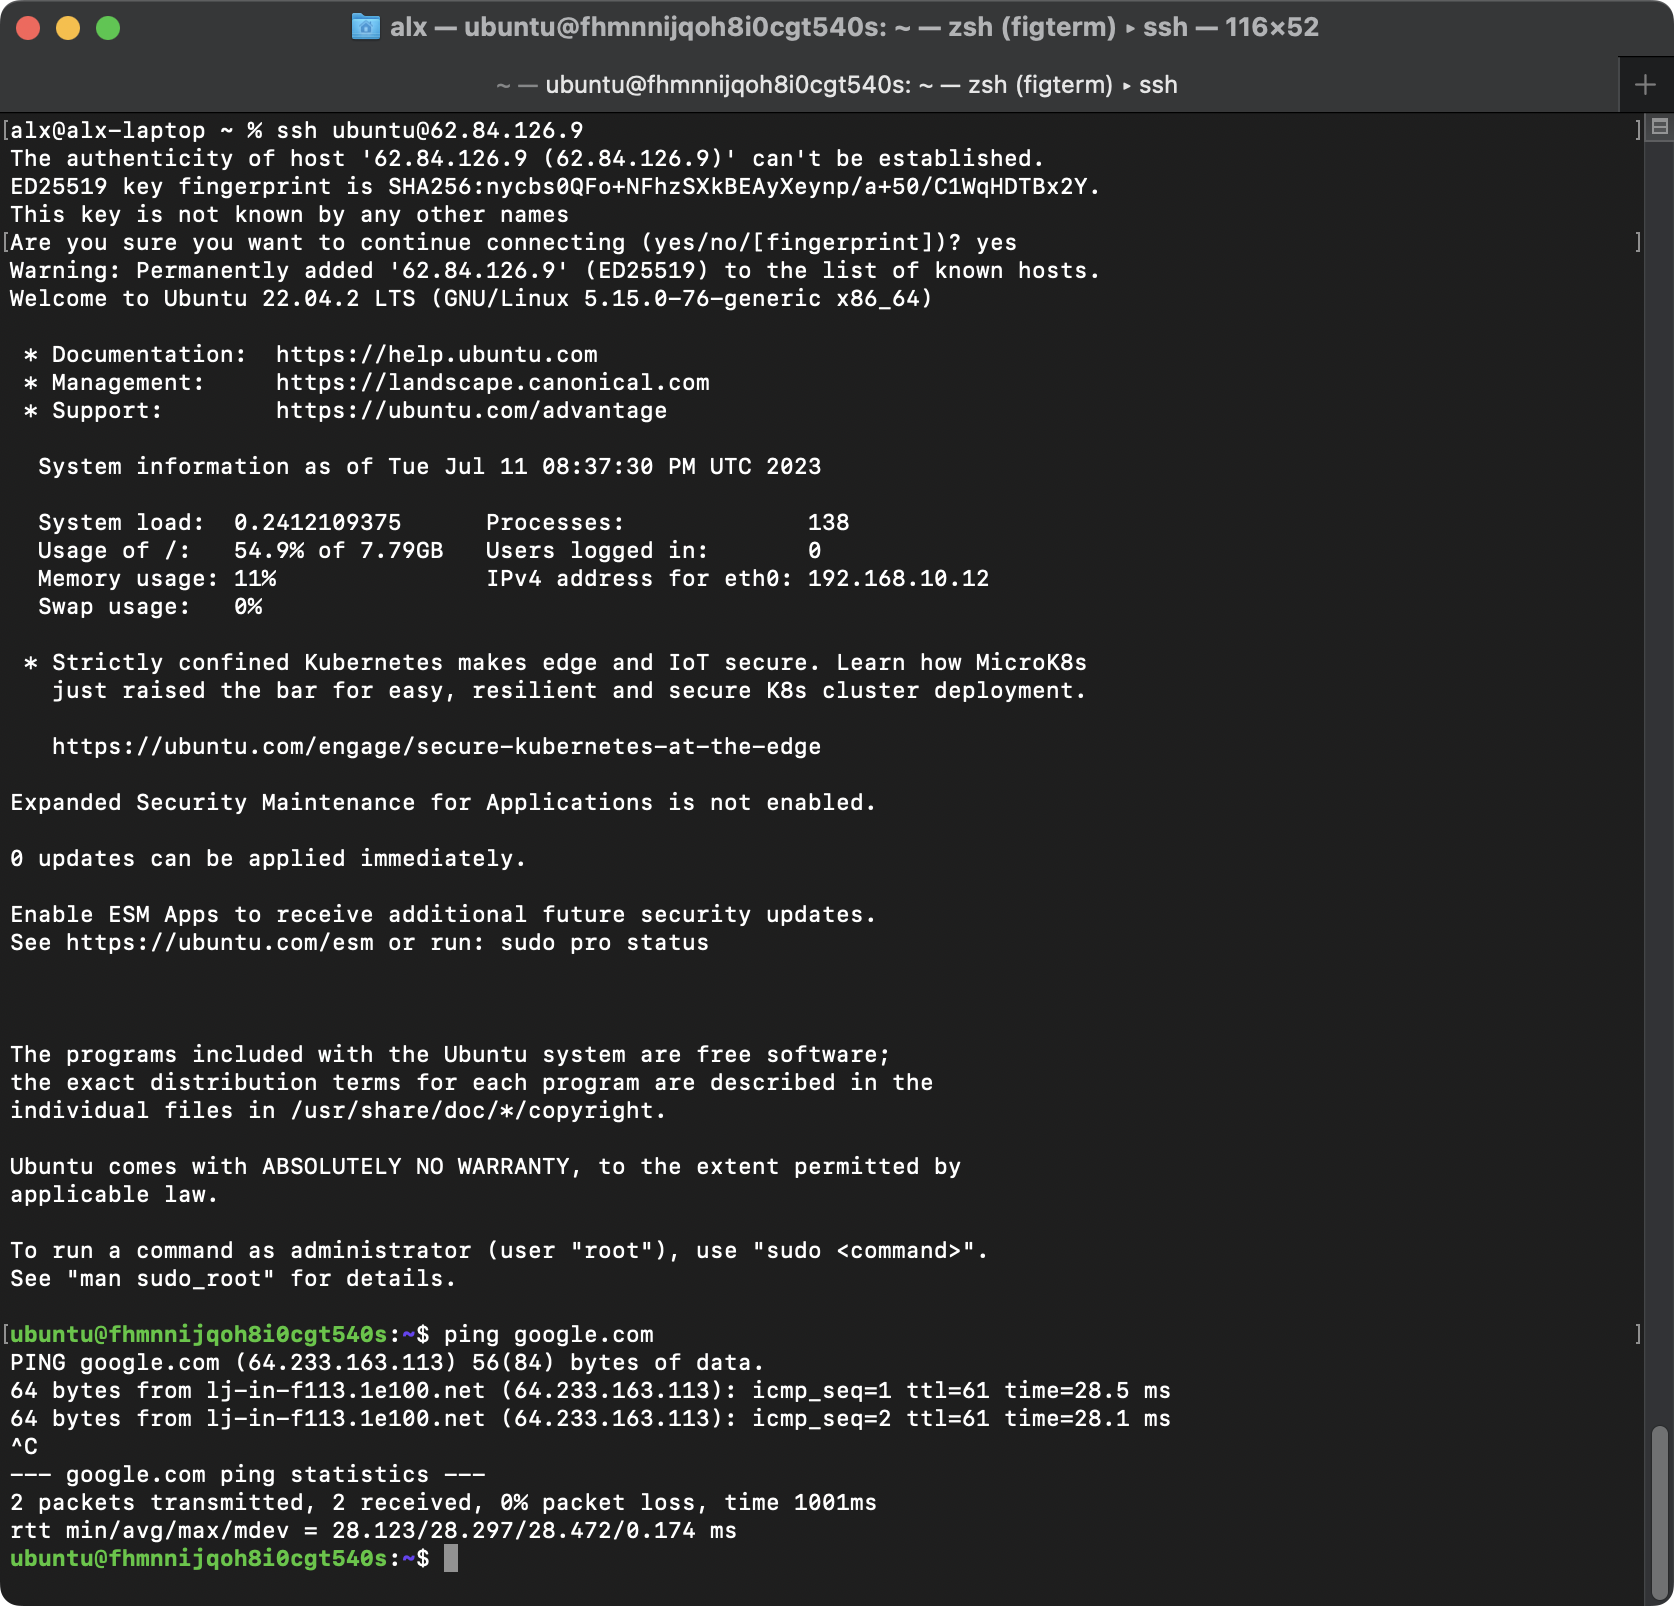 alx — ubuntu@fhmnnijqoh8i0cgt540s: ~ — zsh (figterm) ▸ ssh — 116×52
~ — ubuntu@fhmnnijqoh8i0cgt540s: ~ — zsh (figterm) ▸ ssh
[alx@alx-laptop ~ % ssh ubuntu@62.84.126.9 ]
The authenticity of host '62.84.126.9 (62.84.126.9)' can't be established.
ED25519 key fingerprint is SHA256:nycbs0QFo+NFhzSXkBEAyXeynp/a+50/C1WqHDTBx2Y.
This key is not known by any other names
[Are you sure you want to continue connecting (yes/no/[fingerprint])? yes ]
Warning: Permanently added '62.84.126.9' (ED25519) to the list of known hosts.
Welcome to Ubuntu 22.04.2 LTS (GNU/Linux 5.15.0-76-generic x86_64)
* Documentation:  https://help.ubuntu.com
* Management:     https://landscape.canonical.com
* Support:        https://ubuntu.com/advantage
System information as of Tue Jul 11 08:37:30 PM UTC 2023
System load:  0.2412109375      Processes:             138
Usage of /:   54.9% of 7.79GB   Users logged in:       0
Memory usage: 11%               IPv4 address for eth0: 192.168.10.12
Swap usage:   0%
* Strictly confined Kubernetes makes edge and IoT secure. Learn how MicroK8s
just raised the bar for easy, resilient and secure K8s cluster deployment.
https://ubuntu.com/engage/secure-kubernetes-at-the-edge
Expanded Security Maintenance for Applications is not enabled.
0 updates can be applied immediately.
Enable ESM Apps to receive additional future security updates.
See https://ubuntu.com/esm or run: sudo pro status
The programs included with the Ubuntu system are free software;
the exact distribution terms for each program are described in the
individual files in /usr/share/doc/*/copyright.
Ubuntu comes with ABSOLUTELY NO WARRANTY, to the extent permitted by
applicable law.
To run a command as administrator (user "root"), use "sudo <command>".
See "man sudo_root" for details.
[ubuntu@fhmnnijqoh8i0cgt540s:~$ ping google.com ]
PING google.com (64.233.163.113) 56(84) bytes of data.
64 bytes from lj-in-f113.1e100.net (64.233.163.113): icmp_seq=1 ttl=61 time=28.5 ms
64 bytes from lj-in-f113.1e100.net (64.233.163.113): icmp_seq=2 ttl=61 time=28.1 ms
^C
--- google.com ping statistics ---
2 packets transmitted, 2 received, 0% packet loss, time 1001ms
rtt min/avg/max/mdev = 28.123/28.297/28.472/0.174 ms
ubuntu@fhmnnijqoh8i0cgt540s:~$